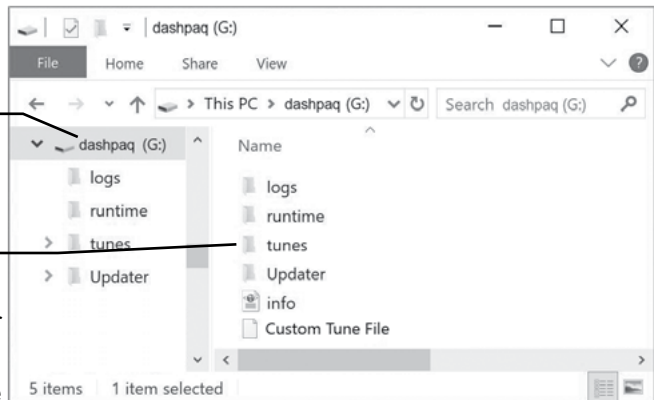 dashpaq (G:)
File Home Share View
This PC > dashpaq (G:) Search dashpaq (G:)
dashpaq (G:)
logs
runtime
tunes
Updater
Name
logs
runtime
tunes
Updater
info
Custom Tune File
5 items 1 item selected